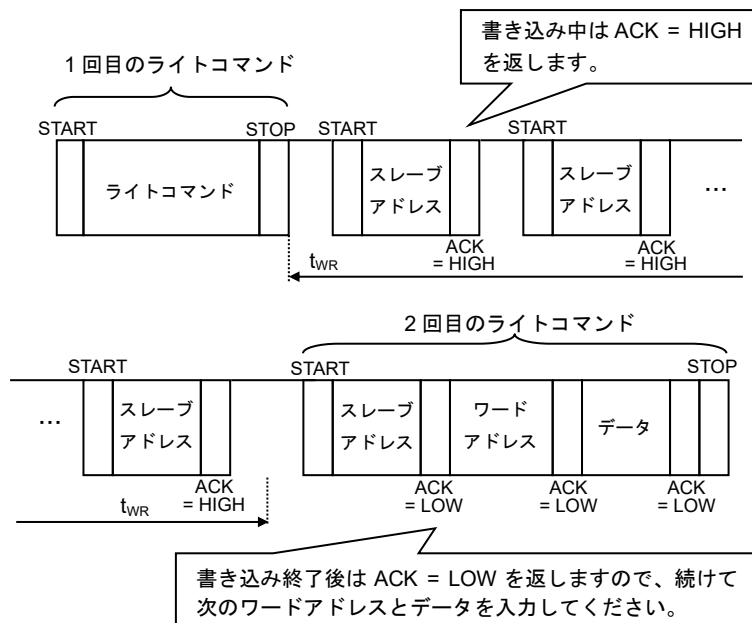 書き込み中は ACK = HIGH
を返します。
1 回目のライトコマンド
START STOP START START
ライトコマンド
スレーブ
アドレス
スレーブ
アドレス
…
ACK
= HIGH
ACK
= HIGH
tWR
2 回目のライトコマンド
START START STOP
…
スレーブ
アドレス
スレーブ
アドレス
ワード
アドレス
データ
ACK
= HIGH
ACK
= LOW
ACK
= LOW
ACK
= LOW
tWR
書き込み終了後は ACK = LOW を返しますので、続けて
次のワードアドレスとデータを入力してください。